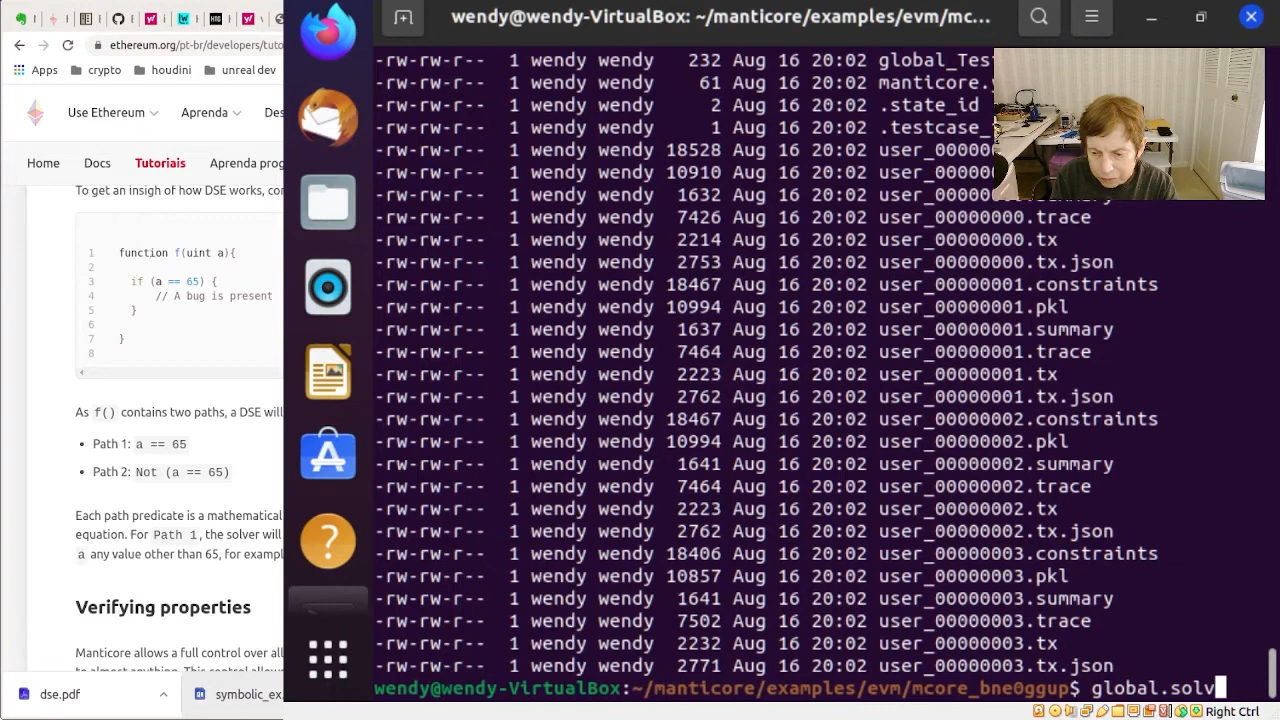 ethereum.org/pt-br/developers/tuto
Apps crypto houdini unreal dev
Use Ethereum Aprenda Des
Home Docs Tutoriais Aprenda prog
To get an insigh of how DSE works, con
1 function f(uint a){
2
3 if (a == 65) {
4 // A bug is present
5 }
6
7 }
8
As f() contains two paths, a DSE will
• Path 1: a == 65
• Path 2: Not (a == 65)
Each path predicate is a mathematical
equation. For Path 1, the solver will
a any value other than 65, for examp
Verifying properties
Manticore allows a full control over all
dse.pdf
symbolic_ex
wendy@wendy-VirtualBox: ~/manticore/examples/evm/mc...
-rw-rw-r-- 1 wendy wendy 232 Aug 16 20:02 global_Tes
-rw-rw-r-- 1 wendy wendy 61 Aug 16 20:02 manticore.
-rw-rw-r-- 1 wendy wendy 2 Aug 16 20:02 .state_id
-rw-rw-r-- 1 wendy wendy 1 Aug 16 20:02 .testcase_
-rw-rw-r-- 1 wendy wendy 18528 Aug 16 20:02 user_00000
-rw-rw-r-- 1 wendy wendy 10910 Aug 16 20:02 user_00000
-rw-rw-r-- 1 wendy wendy 1632 Aug 16 20:02 user_00000
-rw-rw-r-- 1 wendy wendy 7426 Aug 16 20:02 user_00000000.trace
-rw-rw-r-- 1 wendy wendy 2214 Aug 16 20:02 user_00000000.tx
-rw-rw-r-- 1 wendy wendy 2753 Aug 16 20:02 user_00000000.tx.json
-rw-rw-r-- 1 wendy wendy 18467 Aug 16 20:02 user_00000001.constraints
-rw-rw-r-- 1 wendy wendy 10994 Aug 16 20:02 user_00000001.pkl
-rw-rw-r-- 1 wendy wendy 1637 Aug 16 20:02 user_00000001.summary
-rw-rw-r-- 1 wendy wendy 7464 Aug 16 20:02 user_00000001.trace
-rw-rw-r-- 1 wendy wendy 2223 Aug 16 20:02 user_00000001.tx
-rw-rw-r-- 1 wendy wendy 2762 Aug 16 20:02 user_00000001.tx.json
-rw-rw-r-- 1 wendy wendy 18467 Aug 16 20:02 user_00000002.constraints
-rw-rw-r-- 1 wendy wendy 10994 Aug 16 20:02 user_00000002.pkl
-rw-rw-r-- 1 wendy wendy 1641 Aug 16 20:02 user_00000002.summary
-rw-rw-r-- 1 wendy wendy 7464 Aug 16 20:02 user_00000002.trace
-rw-rw-r-- 1 wendy wendy 2223 Aug 16 20:02 user_00000002.tx
-rw-rw-r-- 1 wendy wendy 2762 Aug 16 20:02 user_00000002.tx.json
-rw-rw-r-- 1 wendy wendy 18406 Aug 16 20:02 user_00000003.constraints
-rw-rw-r-- 1 wendy wendy 10857 Aug 16 20:02 user_00000003.pkl
-rw-rw-r-- 1 wendy wendy 1641 Aug 16 20:02 user_00000003.summary
-rw-rw-r-- 1 wendy wendy 7502 Aug 16 20:02 user_00000003.trace
-rw-rw-r-- 1 wendy wendy 2232 Aug 16 20:02 user_00000003.tx
-rw-rw-r-- 1 wendy wendy 2771 Aug 16 20:02 user_00000003.tx.json
wendy@wendy-VirtualBox:~/manticore/examples/evm/mcore_bne0ggup$ global.solv
Right Ctrl